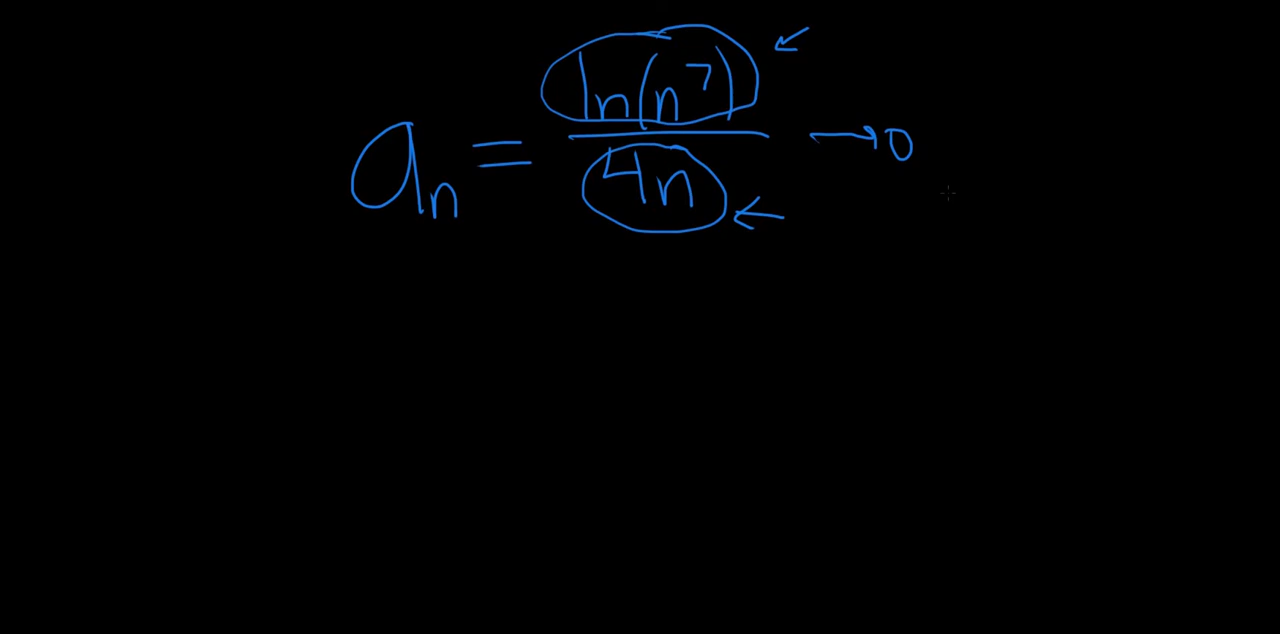 aₙ = ln(n⁷) / 4n → 0